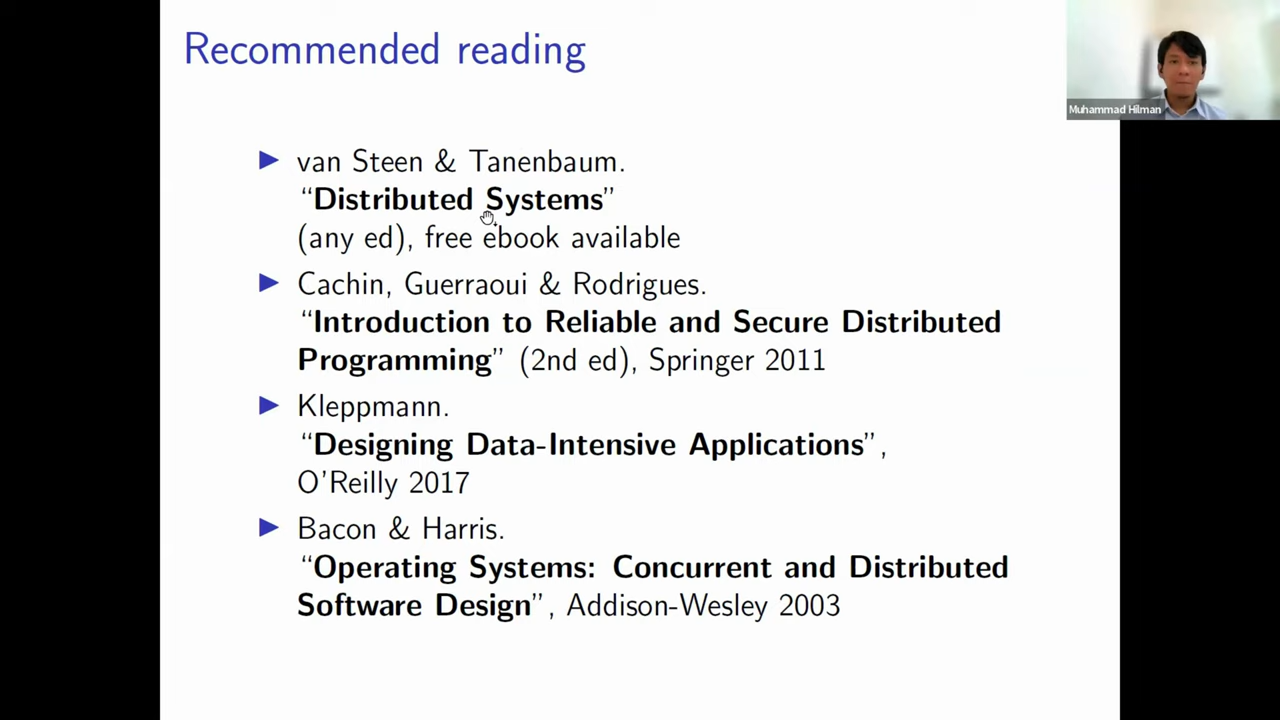 Recommended reading
Muhammad Hilman
▶ van Steen & Tanenbaum.
“Distributed Systems”
(any ed), free ebook available
▶ Cachin, Guerraoui & Rodrigues.
“Introduction to Reliable and Secure Distributed
Programming” (2nd ed), Springer 2011
▶ Kleppmann.
“Designing Data-Intensive Applications”,
O’Reilly 2017
▶ Bacon & Harris.
“Operating Systems: Concurrent and Distributed
Software Design”, Addison-Wesley 2003